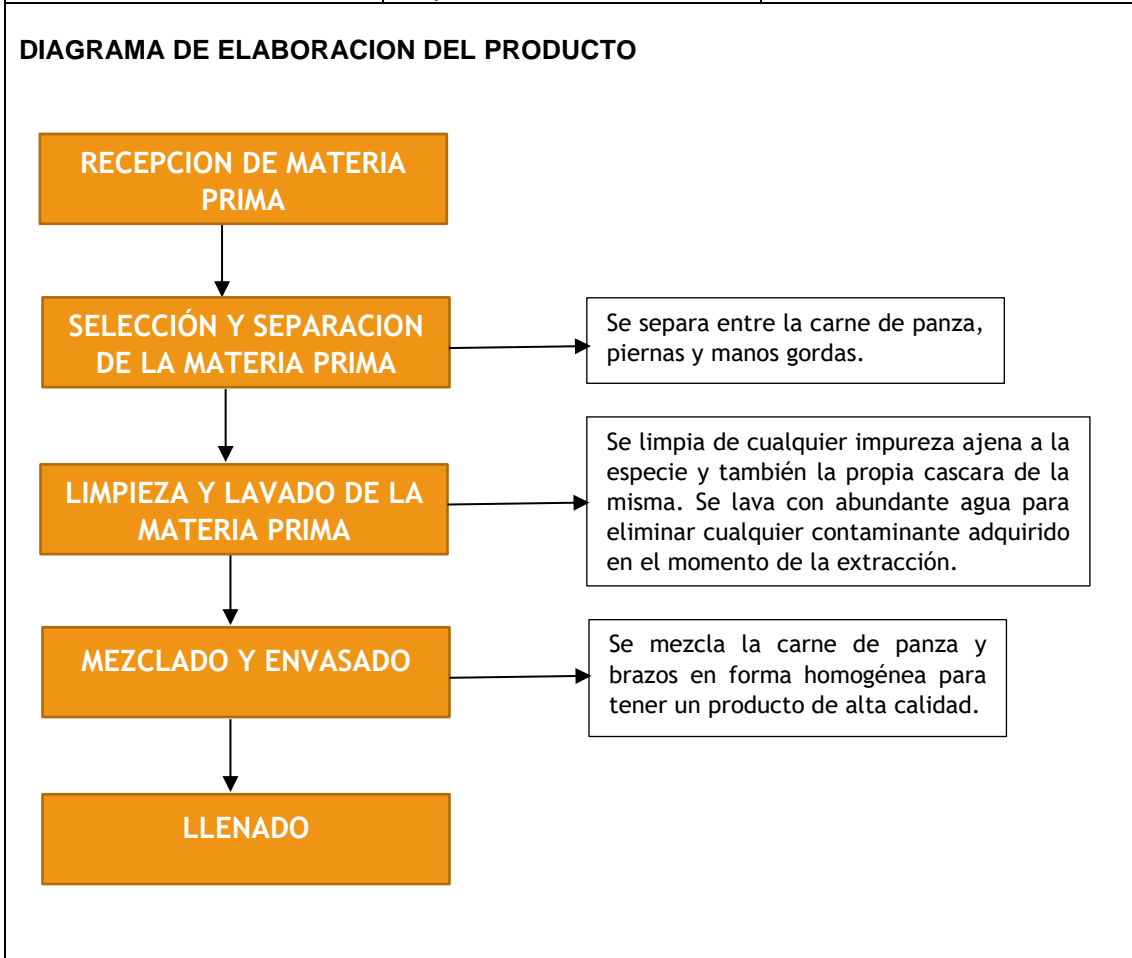 DIAGRAMA DE ELABORACION DEL PRODUCTO
RECEPCION DE MATERIA
PRIMA
SELECCIÓN Y SEPARACION
DE LA MATERIA PRIMA
Se separa entre la carne de panza,
piernas y manos gordas.
LIMPIEZA Y LAVADO DE LA
MATERIA PRIMA
Se limpia de cualquier impureza ajena a la
especie y también la propia cascara de la
misma. Se lava con abundante agua para
eliminar cualquier contaminante adquirido
en el momento de la extracción.
MEZCLADO Y ENVASADO
Se mezcla la carne de panza y
brazos en forma homogénea para
tener un producto de alta calidad.
LLENADO